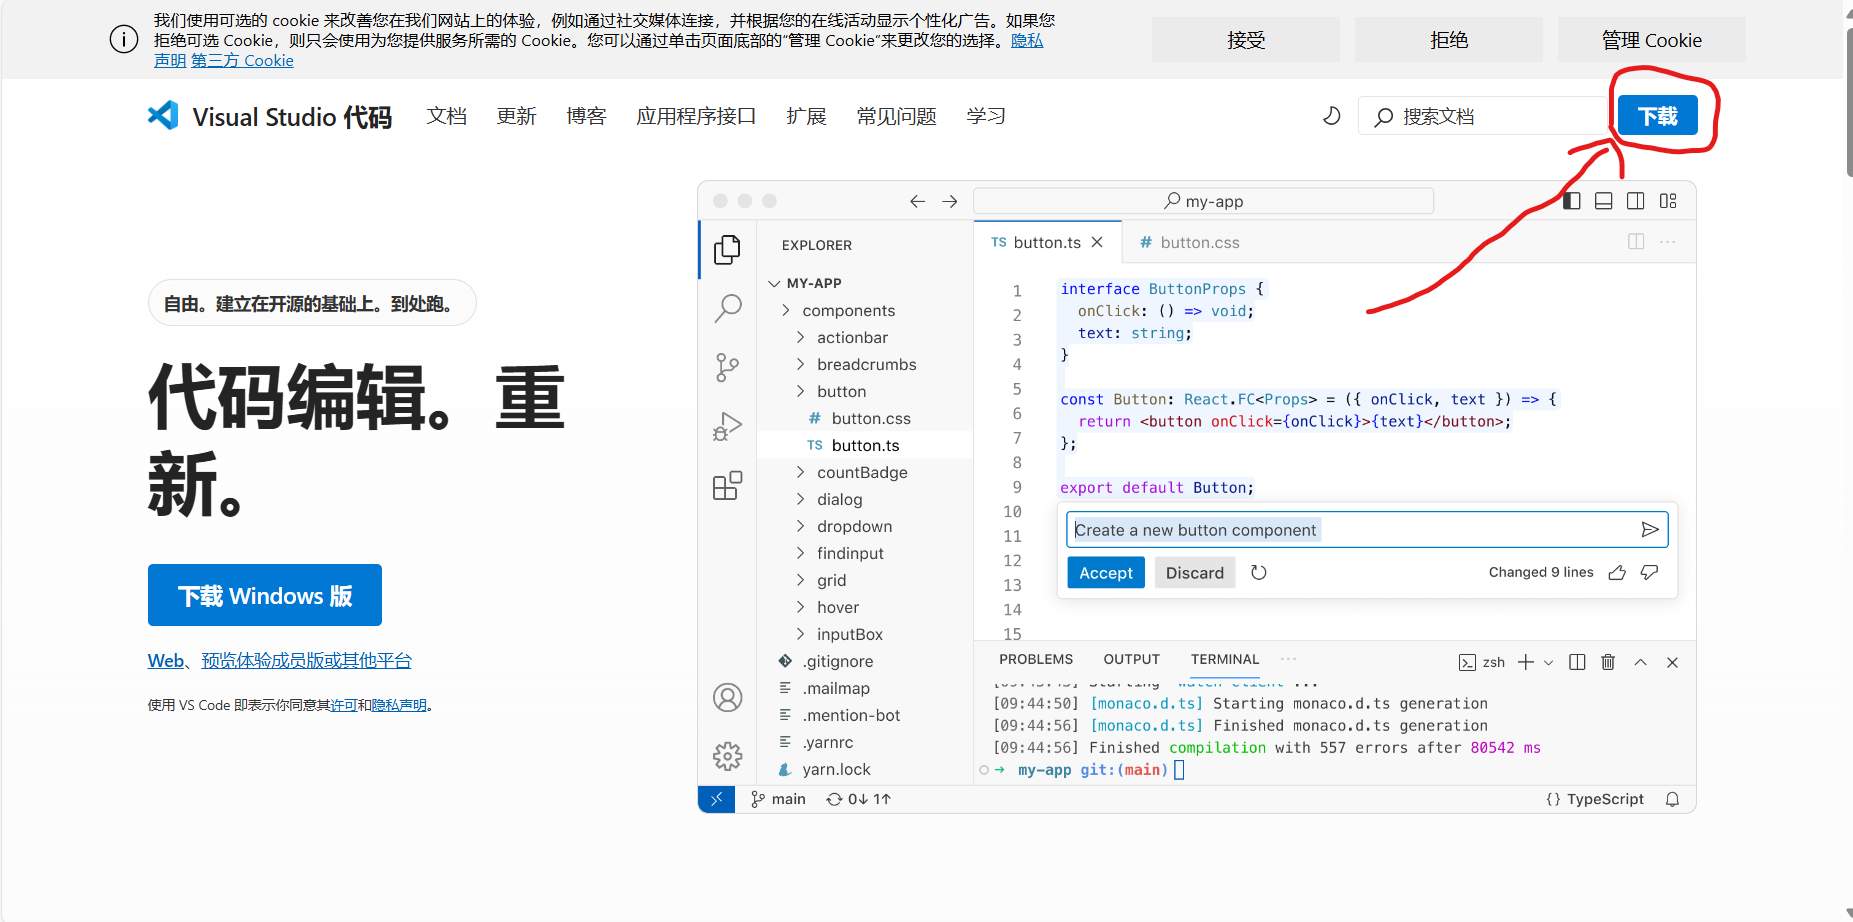 我们使用可选的 cookie 来改善您在我们网站上的体验，例如通过社交媒体连接，并根据您的在线活动显示个性化广告。如果您
拒绝可选 Cookie，则只会使用为您提供服务所需的 Cookie。您可以通过单击页面底部的“管理 Cookie”来更改您的选择。隐私
声明 第三方 Cookie
接受
拒绝
管理 Cookie
Visual Studio 代码
文档
更新
博客
应用程序接口
扩展
常见问题
学习
搜索文档
下载
自由。建立在开源的基础上。到处跑。
代码编辑。重
新。
下载 Windows 版
Web、预览体验成员版或其他平台
使用 VS Code 即表示你同意其许可和隐私声明。
my-app
EXPLORER
MY-APP
components
actionbar
breadcrumbs
button
# button.css
TS button.ts
countBadge
dialog
dropdown
findinput
grid
hover
inputBox
.gitignore
.mailmap
.mention-bot
.yarnrc
yarn.lock
TS button.ts
# button.css
1 interface ButtonProps {
2 onClick: () => void;
3 text: string;
4 }
5
6 const Button: React.FC<Props> = ({ onClick, text }) => {
7 return <button onClick={onClick}>{text}</button>;
8 };
9
10 export default Button;
11
12
13
14
15
Create a new button component
Accept
Discard
Changed 9 lines
PROBLEMS
OUTPUT
TERMINAL
zsh
[09:44:50] [monaco.d.ts] Starting monaco.d.ts generation
[09:44:56] [monaco.d.ts] Finished monaco.d.ts generation
[09:44:56] Finished compilation with 557 errors after 80542 ms
→ my-app git:(main)
main
0↓ 1↑
{} TypeScript